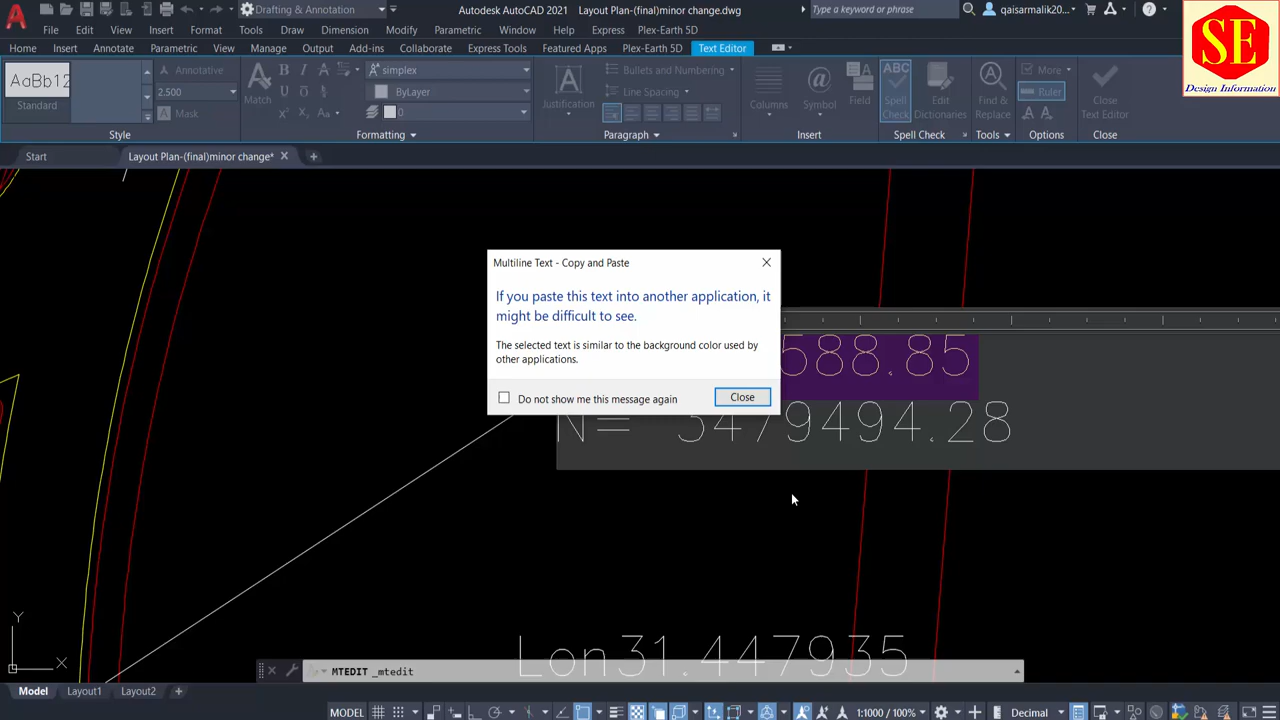 Drafting & Annotation
Autodesk AutoCAD 2021 Layout Plan-(final)minor change.dwg
Type a keyword or phrase
qaisarmalik20...
File Edit View Insert Format Tools Draw Dimension Modify Parametric Window Help Express Plex-Earth 5D
Home Insert Annotate Parametric View Manage Output Add-ins Collaborate Express Tools Featured Apps Plex-Earth 5D Text Editor
SE
Design Information
AaBb12
Standard
Annotative
2.500
Mask
Style
Match
B I A
simplex
U O
ByLayer
0
Formatting
Justification
Bullets and Numbering
Line Spacing
Paragraph
Columns
Symbol
Field
Insert
ABC
Spell
Check
Edit
Dictionaries
Spell Check
Find &
Replace
Tools
More
Ruler
Options
Close
Text Editor
Close
Start
Layout Plan-(final)minor change*
Multiline Text - Copy and Paste
If you paste this text into another application, it
might be difficult to see.
The selected text is similar to the background color used by
other applications.
Do not show me this message again
Close
588.85
N= 3479494.28
Lon31.447935
Y
X
MTEDIT _mtedit
Model Layout1 Layout2
MODEL
1:1000 / 100%
Decimal